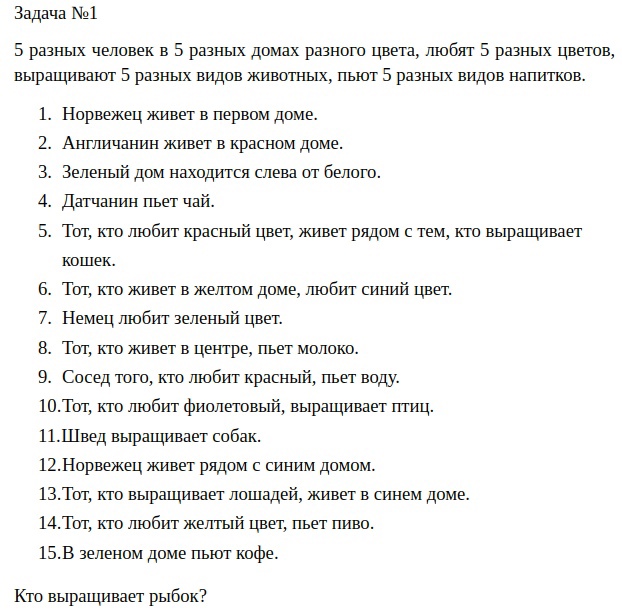 Задача №1
5 разных человек в 5 разных домах разного цвета, любят 5 разных цветов,
выращивают 5 разных видов животных, пьют 5 разных видов напитков.
1. Норвежец живет в первом доме.
2. Англичанин живет в красном доме.
3. Зеленый дом находится слева от белого.
4. Датчанин пьет чай.
5. Тот, кто любит красный цвет, живет рядом с тем, кто выращивает
кошек.
6. Тот, кто живет в желтом доме, любит синий цвет.
7. Немец любит зеленый цвет.
8. Тот, кто живет в центре, пьет молоко.
9. Сосед того, кто любит красный, пьет воду.
10.Тот, кто любит фиолетовый, выращивает птиц.
11.Швед выращивает собак.
12.Норвежец живет рядом с синим домом.
13.Тот, кто выращивает лошадей, живет в синем доме.
14.Тот, кто любит желтый цвет, пьет пиво.
15.В зеленом доме пьют кофе.
Кто выращивает рыбок?